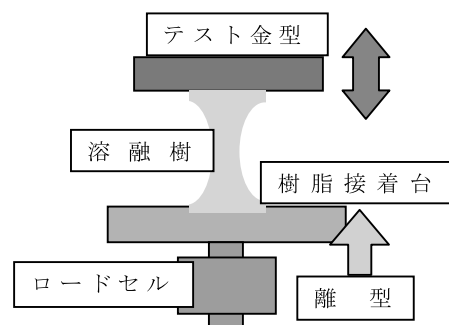 テスト金型
溶融樹
樹脂接着台
ロードセル
離型